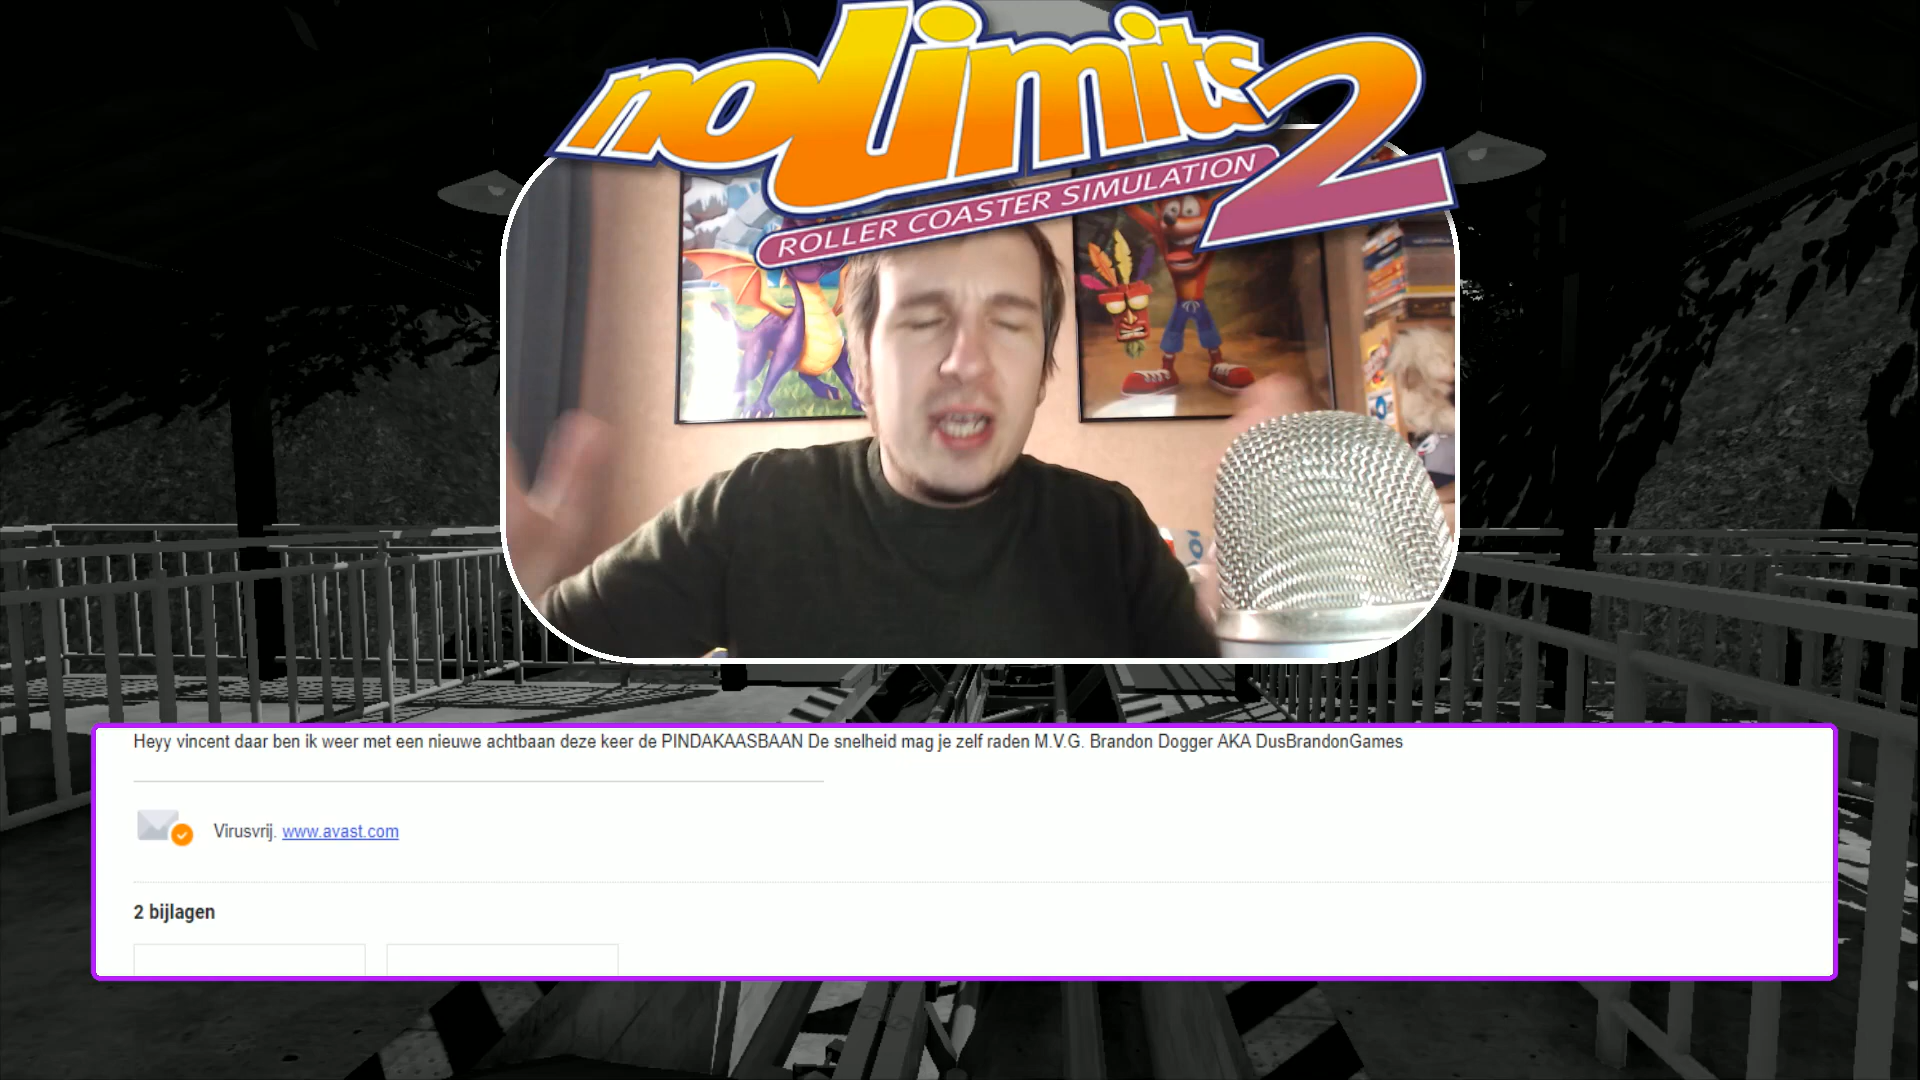 noLimits 2
ROLLER COASTER SIMULATION
Heyy vincent daar ben ik weer met een nieuwe achtbaan deze keer de PINDAKAASBAAN De snelheid mag je zelf raden M.V.G. Brandon Dogger AKA DusBrandonGames
Virusvrij. www.avast.com
2 bijlagen